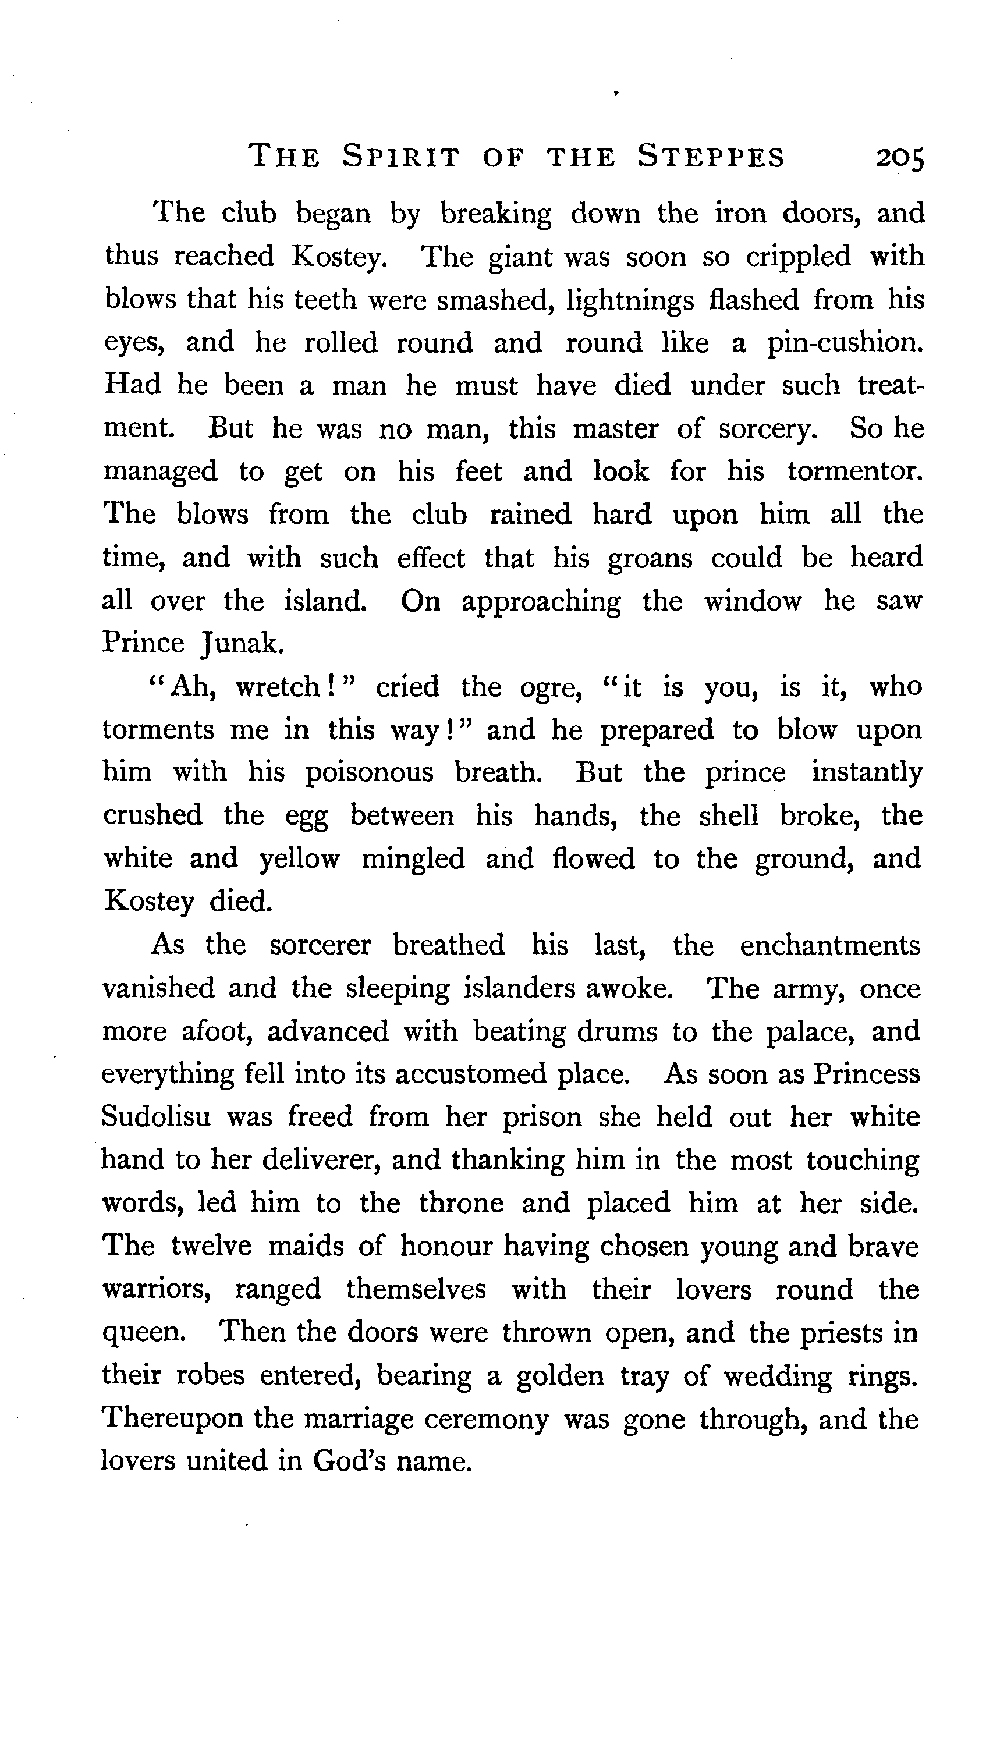 THE SPIRIT OF THE STEPPES 205
The club began by breaking down the iron doors, and
thus reached Kostey. The giant was soon so crippled with
blows that his teeth were smashed, lightnings flashed from his
eyes, and he rolled round and round like a pin-cushion.
Had he been a man he must have died under such treat-
ment. But he was no man, this master of sorcery. So he
managed to get on his feet and look for his tormentor.
The blows from the club rained hard upon him all the
time, and with such effect that his groans could be heard
all over the island. On approaching the window he saw
Prince Junak.
"Ah, wretch!" cried the ogre, "it is you, is it, who
torments me in this way!" and he prepared to blow upon
him with his poisonous breath. But the prince instantly
crushed the egg between his hands, the shell broke, the
white and yellow mingled and flowed to the ground, and
Kostey died.
As the sorcerer breathed his last, the enchantments
vanished and the sleeping islanders awoke. The army, once
more afoot, advanced with beating drums to the palace, and
everything fell into its accustomed place. As soon as Princess
Sudolisu was freed from her prison she held out her white
hand to her deliverer, and thanking him in the most touching
words, led him to the throne and placed him at her side.
The twelve maids of honour having chosen young and brave
warriors, ranged themselves with their lovers round the
queen. Then the doors were thrown open, and the priests in
their robes entered, bearing a golden tray of wedding rings.
Thereupon the marriage ceremony was gone through, and the
lovers united in God's name.